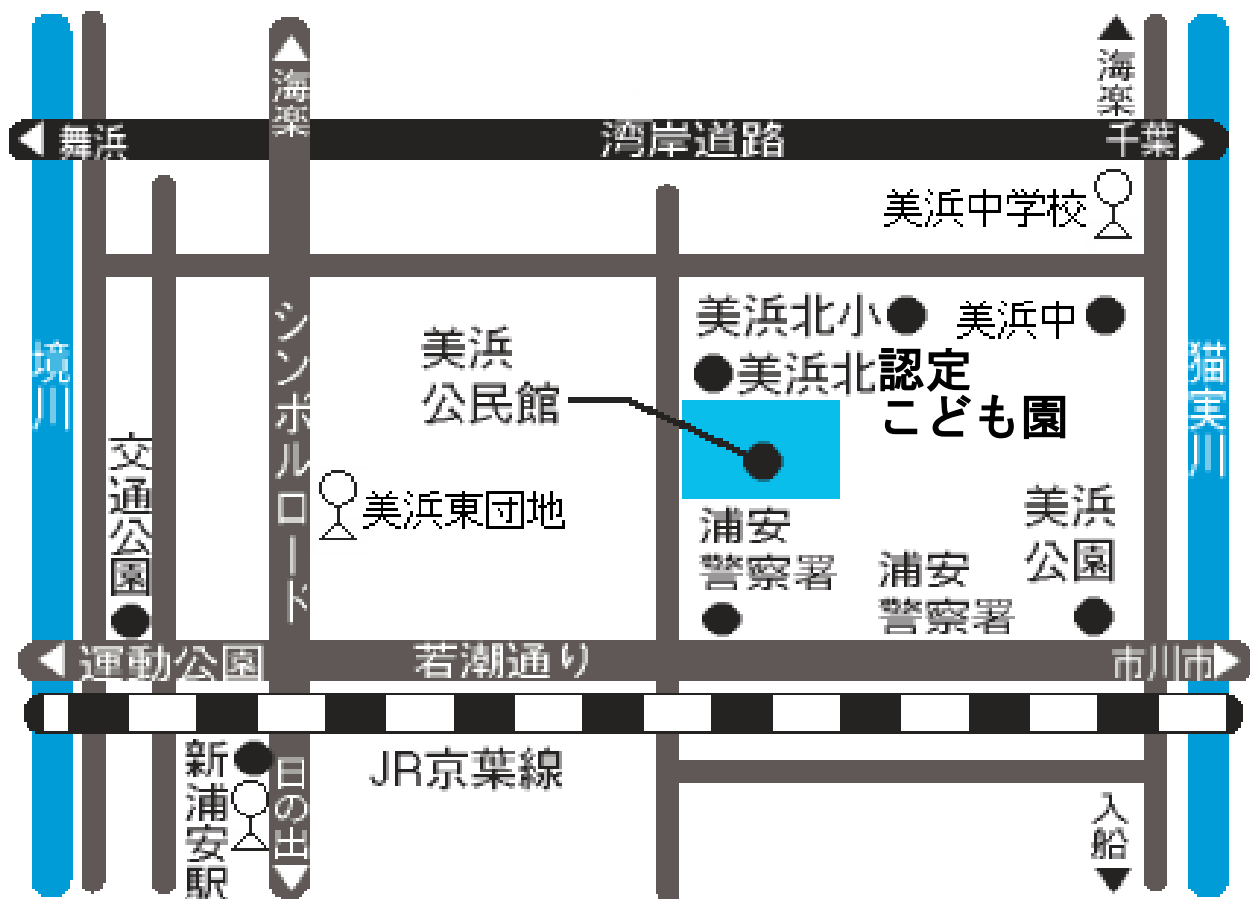 海楽
海楽
舞浜
湾岸道路
千葉
美浜中学校
シンボルロード
美浜
公民館
美浜北小
美浜中
美浜北認定
こども園
境川
猫実川
交通公園
美浜東団地
浦安
警察署
浦安
警察署
美浜
公園
運動公園
若潮通り
市川市
新浦安駅
日の出
JR京葉線
入船